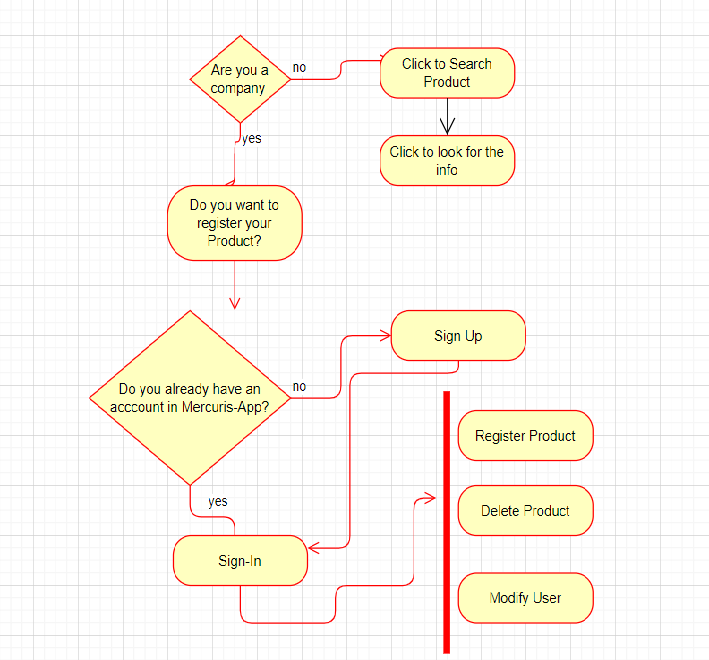 Are you a
company
no
Click to Search
Product
yes
Click to look for the
info
Do you want to
register your
Product?
Sign Up
Do you already have an
acccount in Mercuris-App?
no
Register Product
yes
Delete Product
Sign-In
Modify User